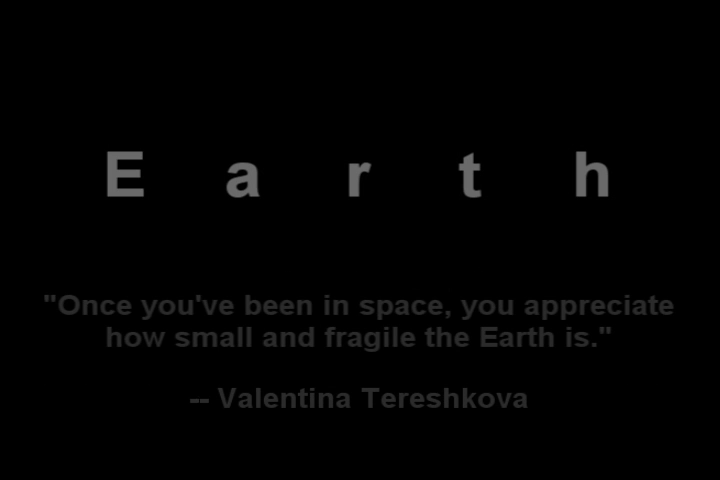 E a r t h
"Once you've been in space, you appreciate
how small and fragile the Earth is."
-- Valentina Tereshkova